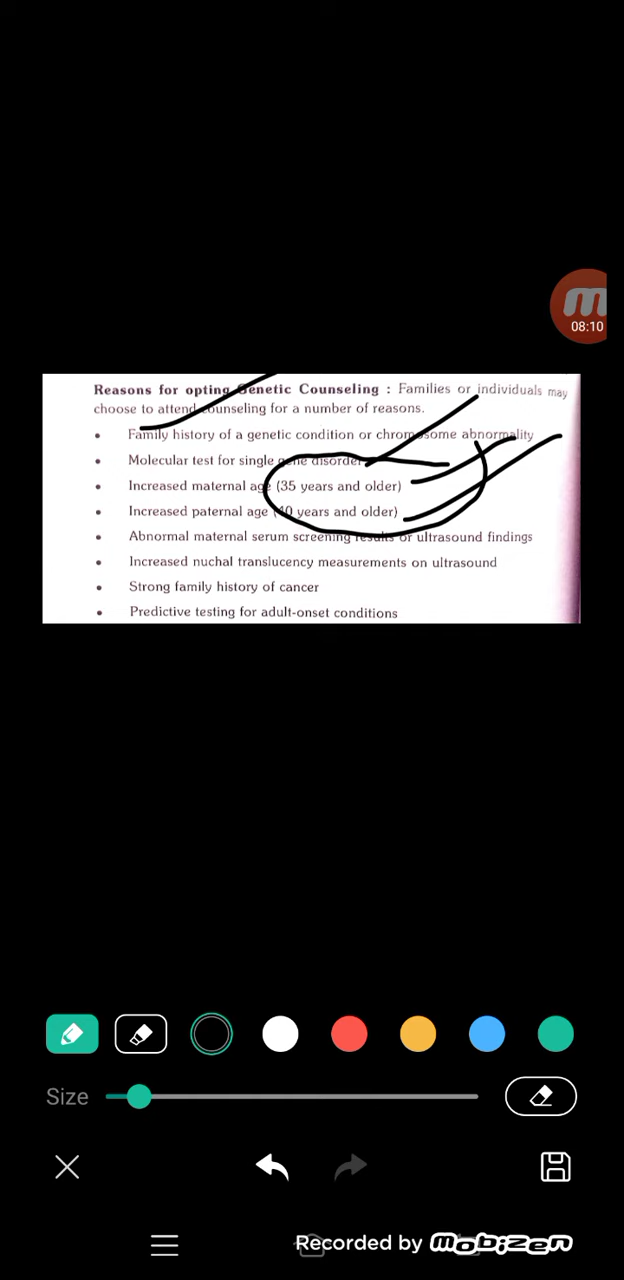 08:10
Reasons for opting Genetic Counseling : Families or individuals may
choose to attend counseling for a number of reasons.
• Family history of a genetic condition or chromosome abnormality
• Molecular test for single gene disorder
• Increased maternal age (35 years and older)
• Increased paternal age (40 years and older)
• Abnormal maternal serum screening results or ultrasound findings
• Increased nuchal translucency measurements on ultrasound
• Strong family history of cancer
• Predictive testing for adult-onset conditions
Size
Recorded by mobizen